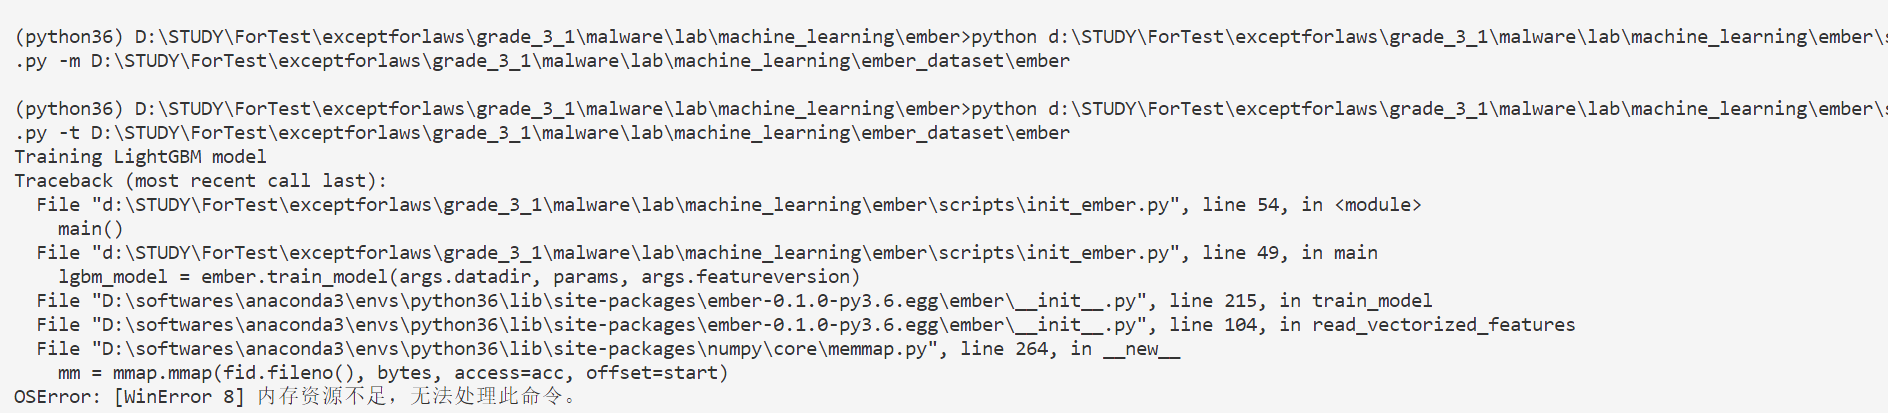 (python36) D:\STUDY\ForTest\exceptforlaws\grade_3_1\malware\lab\machine_learning\ember>python d:\STUDY\ForTest\exceptforlaws\grade_3_1\malware\lab\machine_learning\ember\s
.py -m D:\STUDY\ForTest\exceptforlaws\grade_3_1\malware\lab\machine_learning\ember_dataset\ember
(python36) D:\STUDY\ForTest\exceptforlaws\grade_3_1\malware\lab\machine_learning\ember>python d:\STUDY\ForTest\exceptforlaws\grade_3_1\malware\lab\machine_learning\ember\s
.py -t D:\STUDY\ForTest\exceptforlaws\grade_3_1\malware\lab\machine_learning\ember_dataset\ember
Training LightGBM model
Traceback (most recent call last):
  File "d:\STUDY\ForTest\exceptforlaws\grade_3_1\malware\lab\machine_learning\ember\scripts\init_ember.py", line 54, in <module>
    main()
  File "d:\STUDY\ForTest\exceptforlaws\grade_3_1\malware\lab\machine_learning\ember\scripts\init_ember.py", line 49, in main
    lgbm_model = ember.train_model(args.datadir, params, args.featureversion)
  File "D:\softwares\anaconda3\envs\python36\lib\site-packages\ember-0.1.0-py3.6.egg\ember\__init__.py", line 215, in train_model
  File "D:\softwares\anaconda3\envs\python36\lib\site-packages\ember-0.1.0-py3.6.egg\ember\__init__.py", line 104, in read_vectorized_features
  File "D:\softwares\anaconda3\envs\python36\lib\site-packages\numpy\core\memmap.py", line 264, in __new__
    mm = mmap.mmap(fid.fileno(), bytes, access=acc, offset=start)
OSError: [WinError 8] 内存资源不足，无法处理此命令。